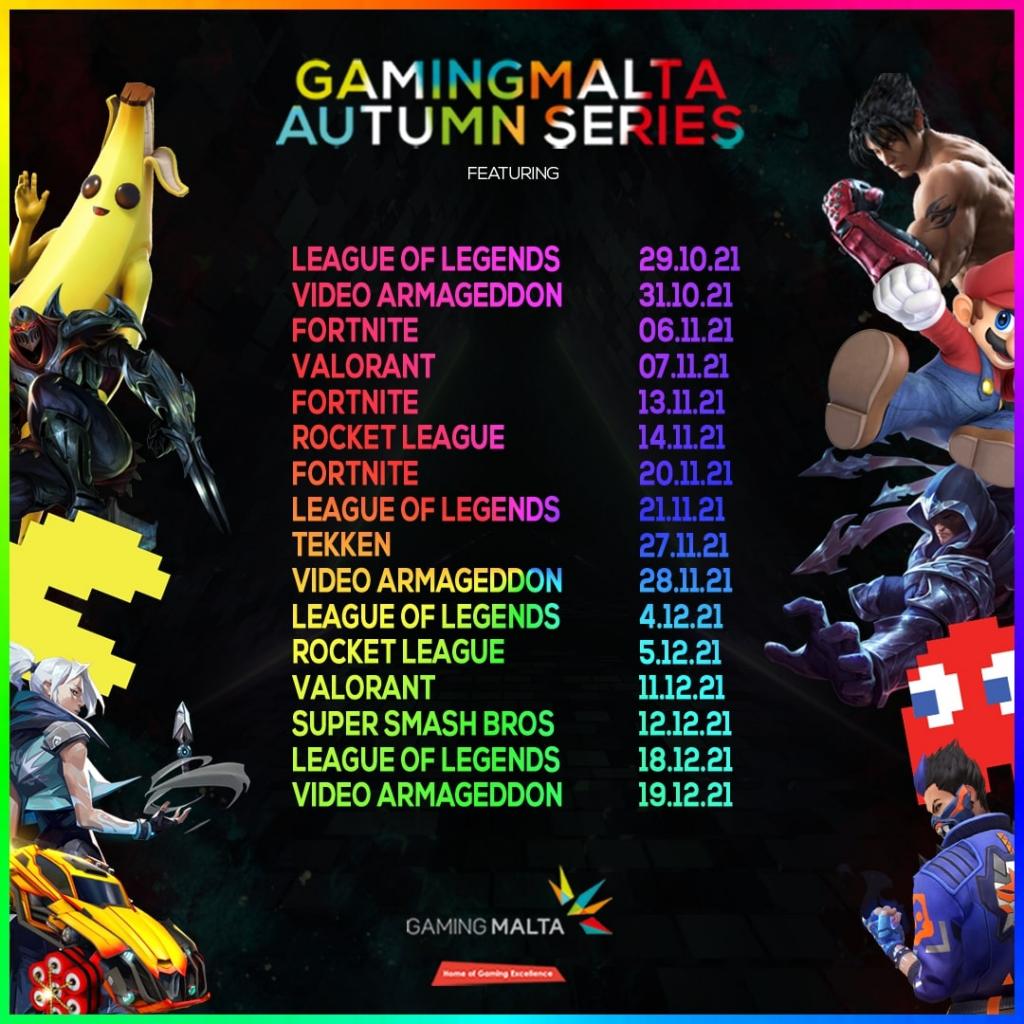 GAMINGMALTA
AUTUMN SERIES
FEATURING
LEAGUE OF LEGENDS 29.10.21
VIDEO ARMAGEDDON 31.10.21
FORTNITE 06.11.21
VALORANT 07.11.21
FORTNITE 13.11.21
ROCKET LEAGUE 14.11.21
FORTNITE 20.11.21
LEAGUE OF LEGENDS 21.11.21
TEKKEN 27.11.21
VIDEO ARMAGEDDON 28.11.21
LEAGUE OF LEGENDS 4.12.21
ROCKET LEAGUE 5.12.21
VALORANT 11.12.21
SUPER SMASH BROS 12.12.21
LEAGUE OF LEGENDS 18.12.21
VIDEO ARMAGEDDON 19.12.21
GAMING MALTA
Home of Gaming Excellence